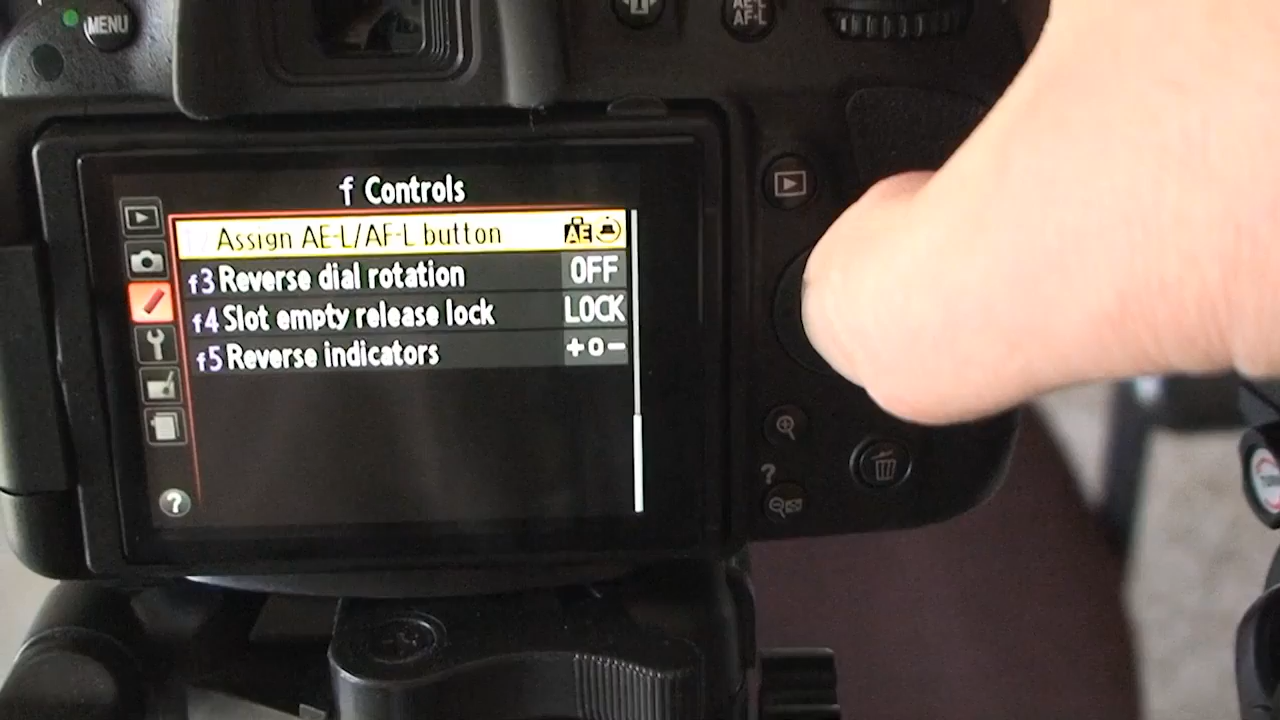 MENU
AE-L
AF-L
f Controls
Assign AE-L/AF-L button AE
f3 Reverse dial rotation OFF
f4 Slot empty release lock LOCK
f5 Reverse indicators + o −
?
?